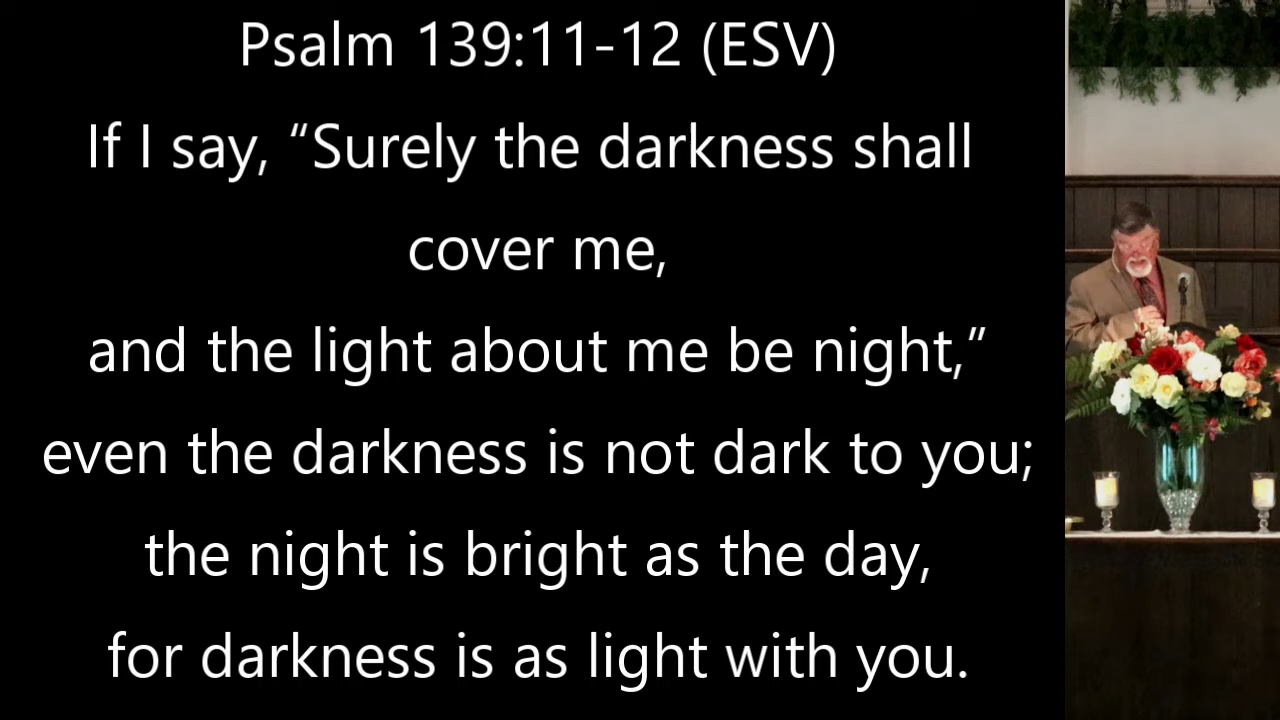 Psalm 139:11-12 (ESV)
If I say, “Surely the darkness shall
cover me,
and the light about me be night,”
even the darkness is not dark to you;
the night is bright as the day,
for darkness is as light with you.